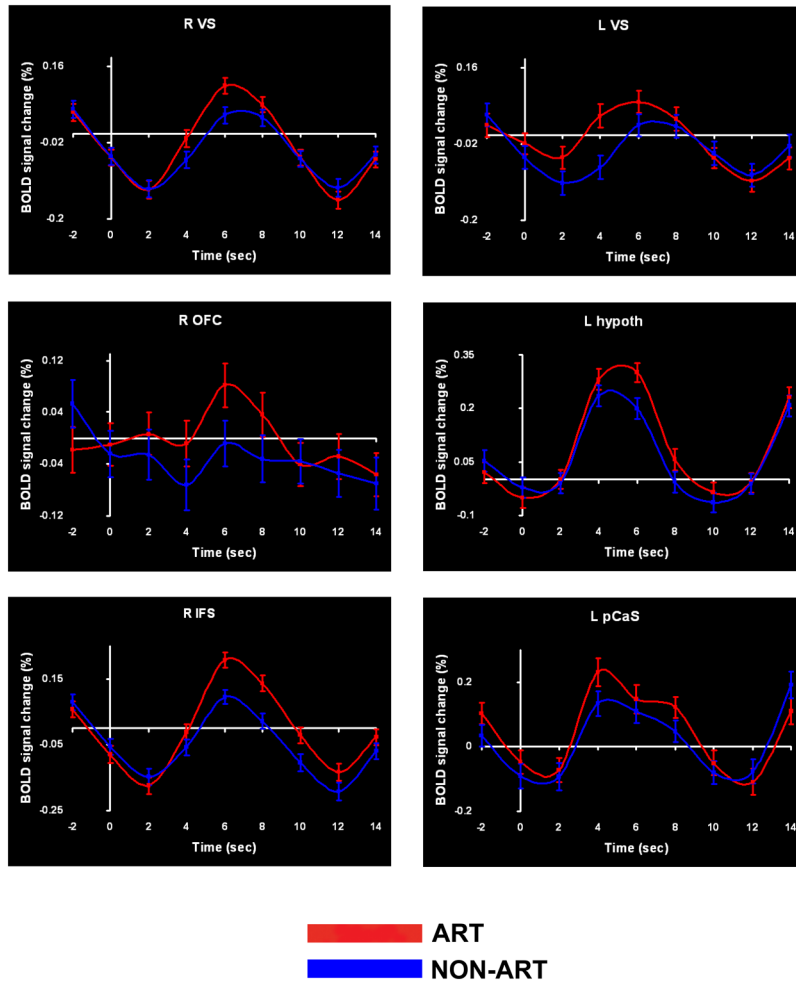 R VS
BOLD signal change (%)
0.16
-0.02
-0.2
-2 0 2 4 6 8 10 12 14
Time (sec)
L VS
BOLD signal change (%)
0.16
-0.02
-0.2
-2 0 2 4 6 8 10 12 14
Time (sec)
R OFC
BOLD signal change (%)
0.12
0.04
-0.04
-0.12
-2 0 2 4 6 8 10 12 14
Time (sec)
L hypoth
BOLD signal change (%)
0.35
0.2
0.05
-0.1
-2 0 2 4 6 8 10 12 14
Time (sec)
R IFS
BOLD signal change (%)
0.15
-0.05
-0.25
-2 0 2 4 6 8 10 12 14
Time (sec)
L pCaS
BOLD signal change (%)
0.2
0
-0.2
-2 0 2 4 6 8 10 12 14
Time (sec)
ART
NON-ART